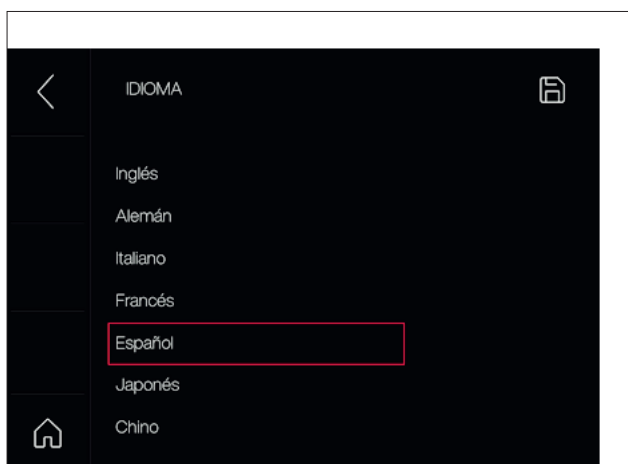 IDIOMA
Inglés
Alemán
Italiano
Francés
Español
Japonés
Chino